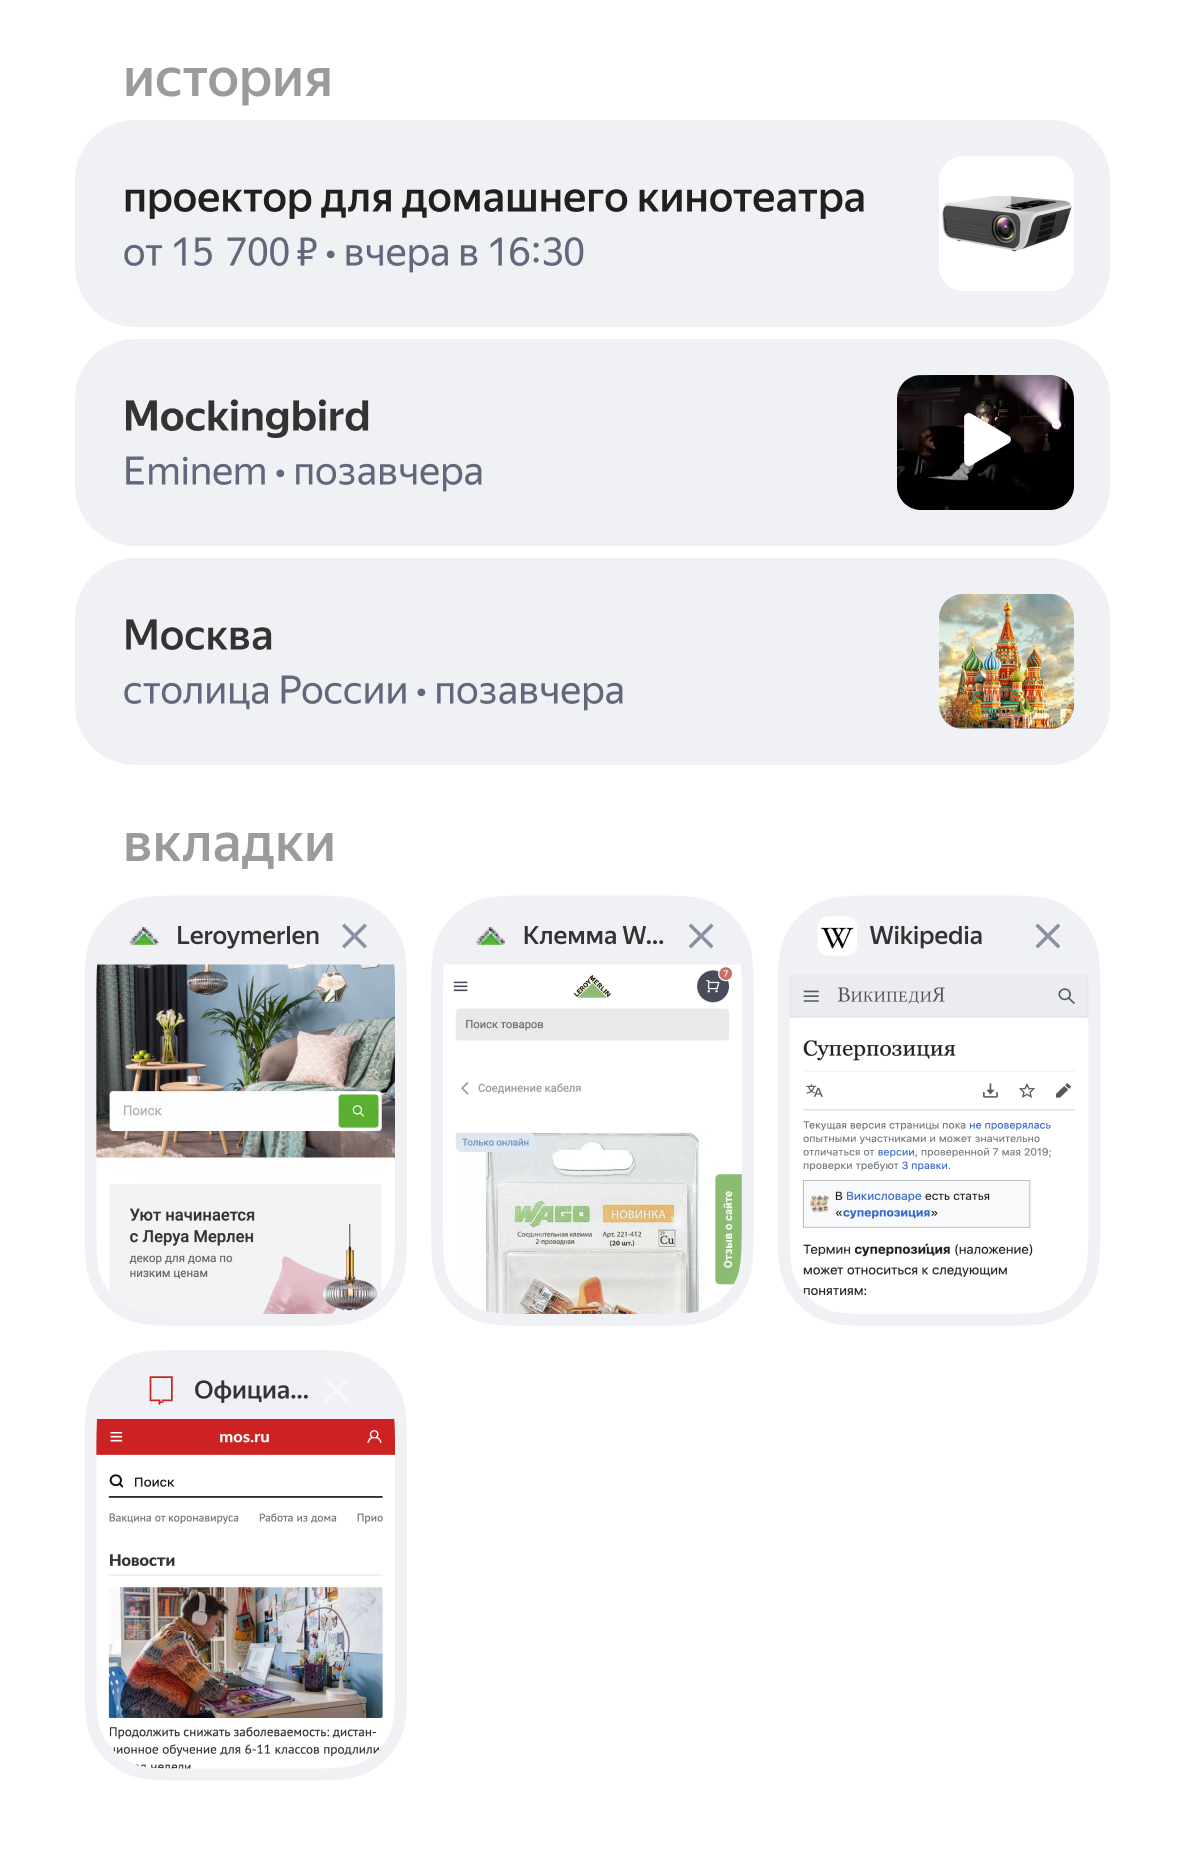 история
проектор для домашнего кинотеатра
от 15 700 ₽ • вчера в 16:30
Mockingbird
Eminem • позавчера
Москва
столица России • позавчера
вкладки
Leroymerlen
Поиск
Уют начинается
с Леруа Мерлен
декор для дома по
низким ценам
Клемма W...
LEROY MERLIN
7
Поиск товаров
Соединение кабеля
Только онлайн
WAGO
НОВИНКА
Соединительная клемма
2-проводная
Арт. 221-412
(20 шт.)
Cu
Отзыв о сайте
W Wikipedia
ВикипедиЯ
Суперпозиция
Текущая версия страницы пока не проверялась
опытными участниками и может значительно
отличаться от версии, проверенной 7 мая 2019;
проверки требуют 3 правки.
В Викисловаре есть статья
«суперпозиция»
Термин суперпози́ция (наложение)
может относиться к следующим
понятиям:
Официа...
mos.ru
Поиск
Вакцина от коронавируса Работа из дома Прио
Новости
Продолжить снижать заболеваемость: дистан-
ционное обучение для 6-11 классов продлили
недели